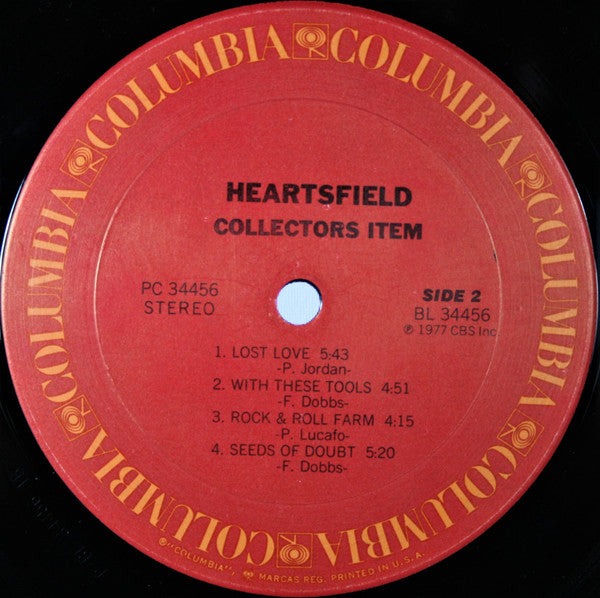 COLUMBIA COLUMBIA COLUMBIA COLUMBIA COLUMBIA COLUMBIA
HEARTSFIELD
COLLECTORS ITEM
PC 34456
STEREO
SIDE 2
BL 34456
℗ 1977 CBS Inc
1. LOST LOVE 5:43
-P. Jordan-
2. WITH THESE TOOLS 4:51
-F. Dobbs-
3. ROCK & ROLL FARM 4:15
-P. Lucafo-
4. SEEDS OF DOUBT 5:20
-F. Dobbs-
®"COLUMBIA", MARCAS REG. PRINTED IN U.S.A.